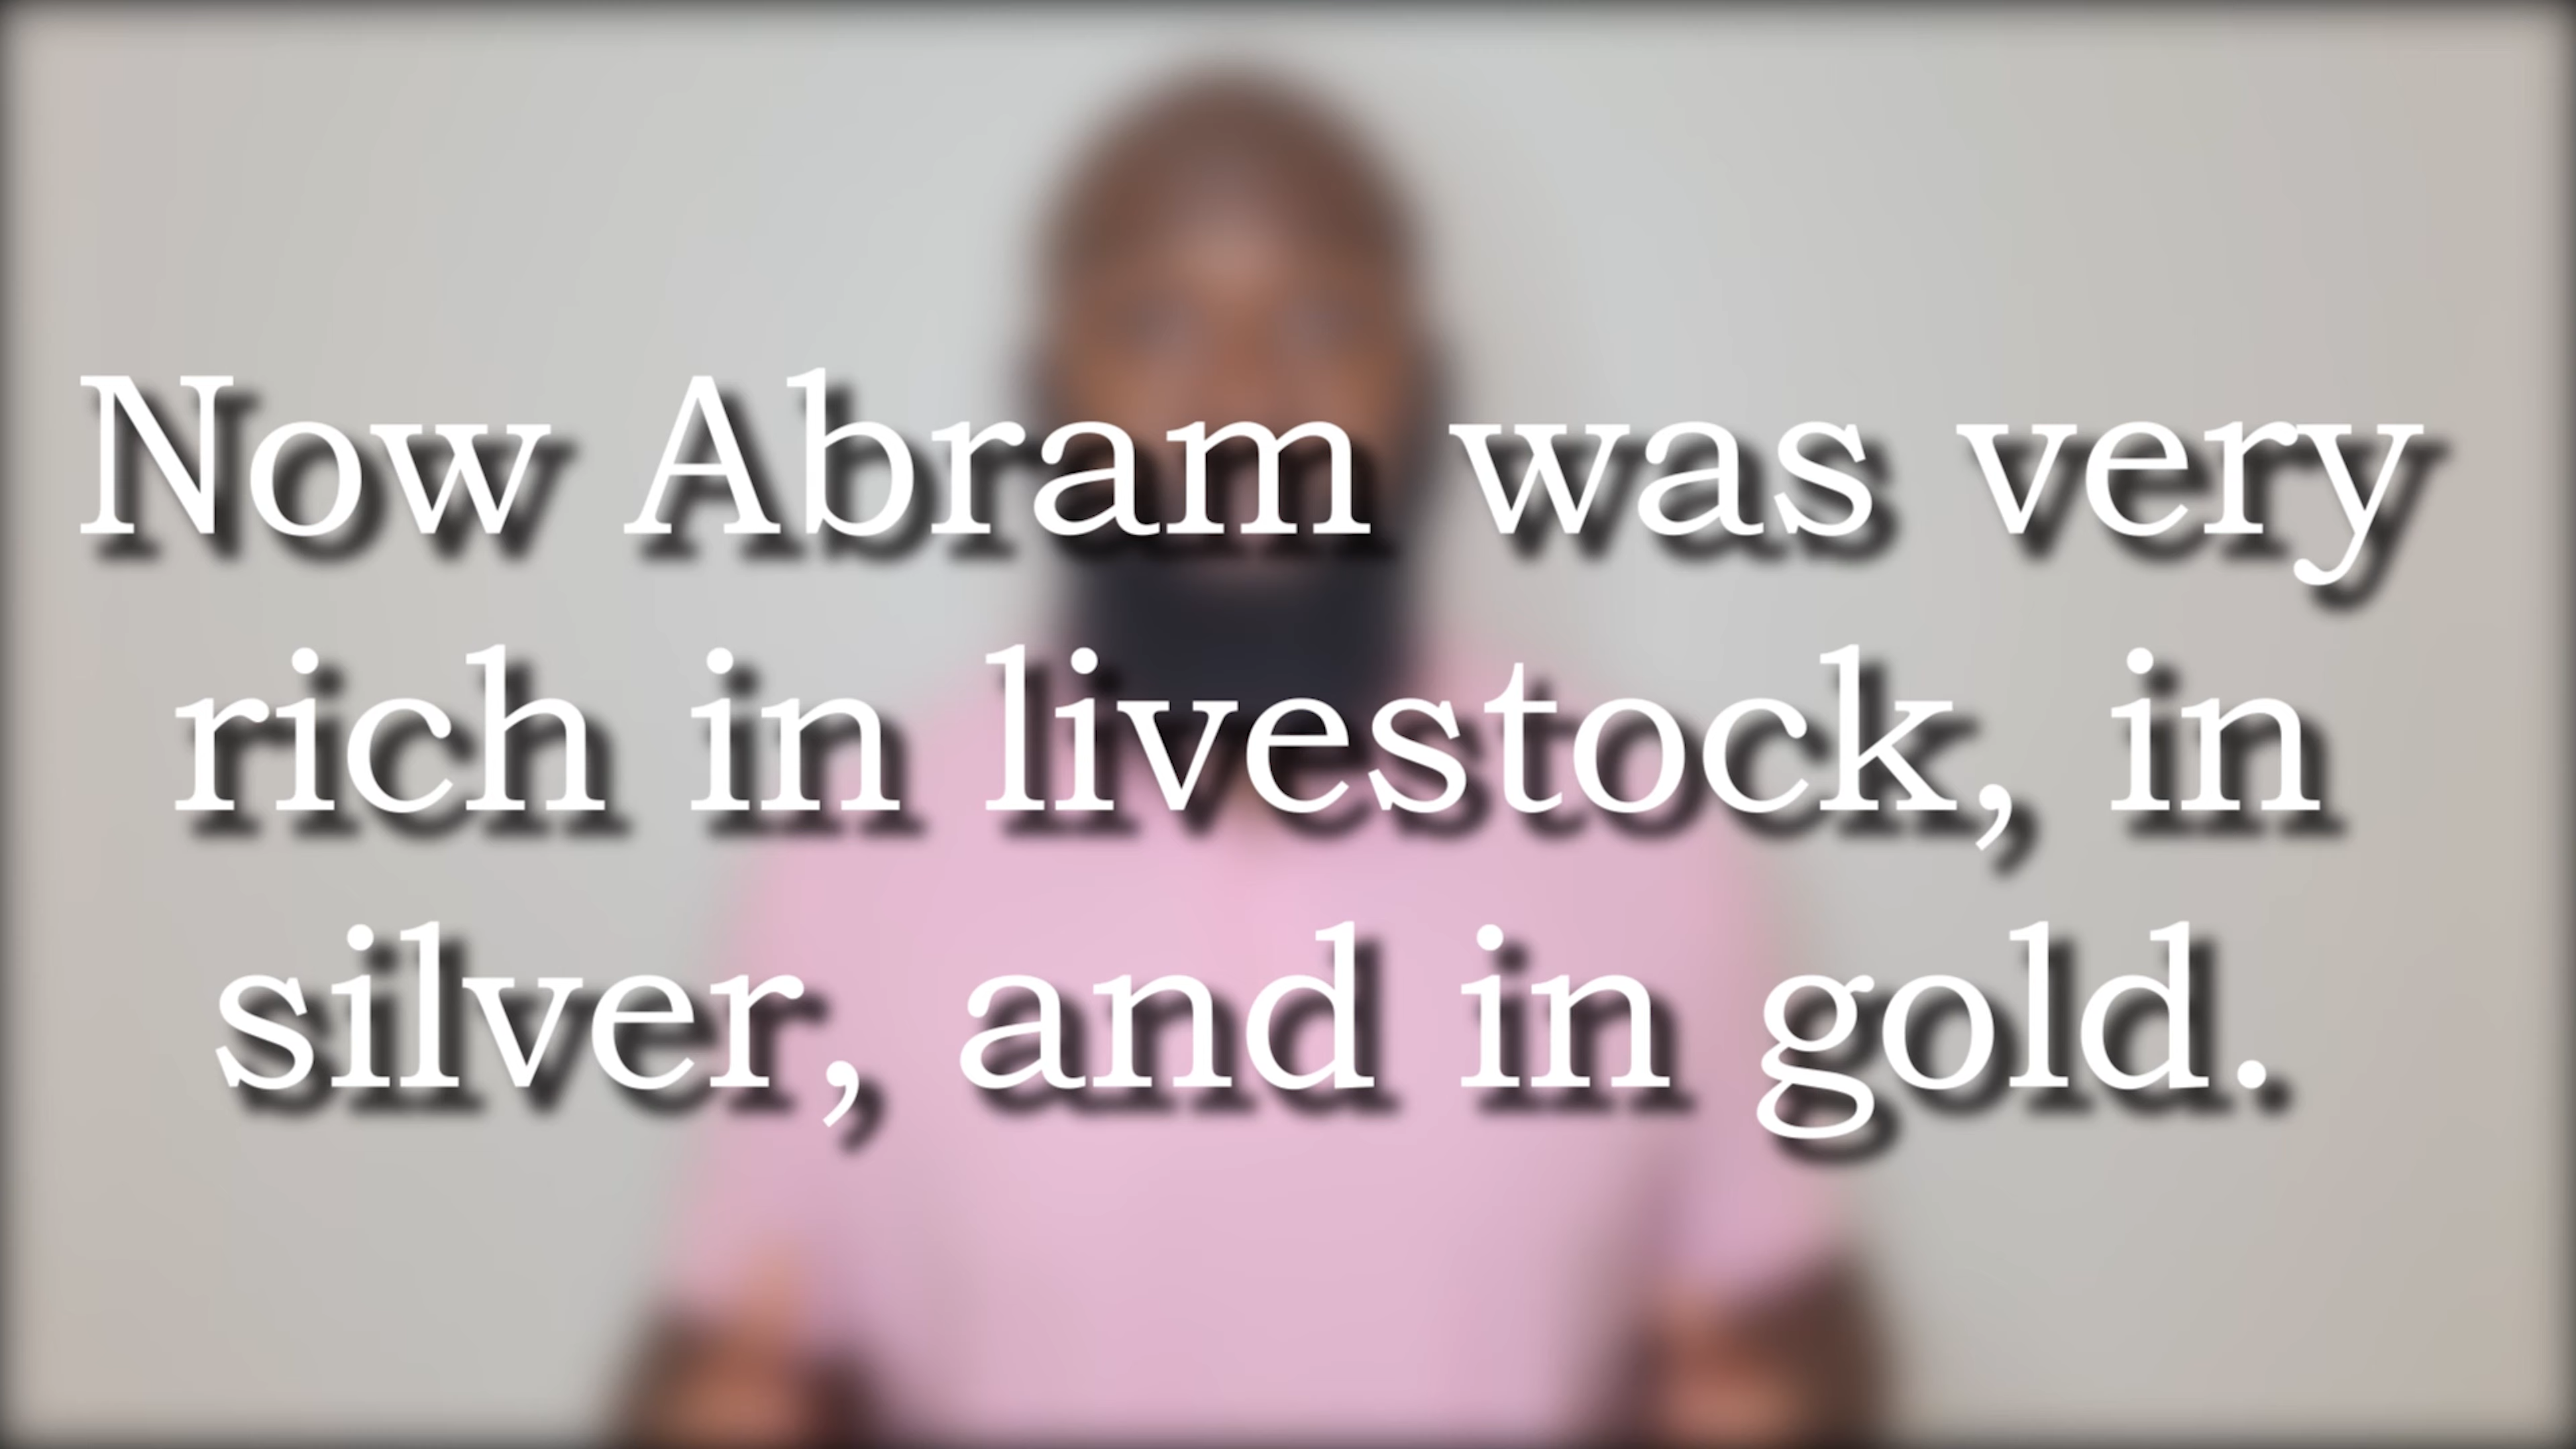 Now Abram was very
rich in livestock, in
silver, and in gold.